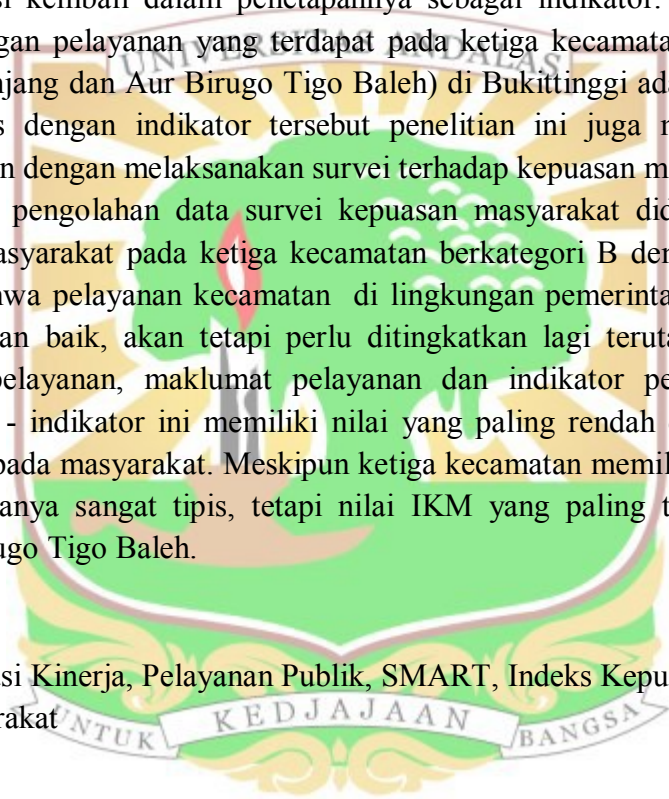 si kembali dalam penetapannya sebagai indikator.
gan pelayanan yang terdapat pada ketiga kecamata
UNIVERSITAS ANDALAS
njang dan Aur Birugo Tigo Baleh) di Bukittinggi ada
s dengan indikator tersebut penelitian ini juga
n dengan melaksanakan survei terhadap kepuasan m
pengolahan data survei kepuasan masyarakat did
asyarakat pada ketiga kecamatan berkategori B den
wa pelayanan kecamatan di lingkungan pemerinta
an baik, akan tetapi perlu ditingkatkan lagi teruta
pelayanan, maklumat pelayanan dan indikator pe
- indikator ini memiliki nilai yang paling rendah
pada masyarakat. Meskipun ketiga kecamatan memil
anya sangat tipis, tetapi nilai IKM yang paling t
ugo Tigo Baleh.
si Kinerja, Pelayanan Publik, SMART, Indeks Kepu
rakat
UNTUK KEDJAJAAN BANGSA